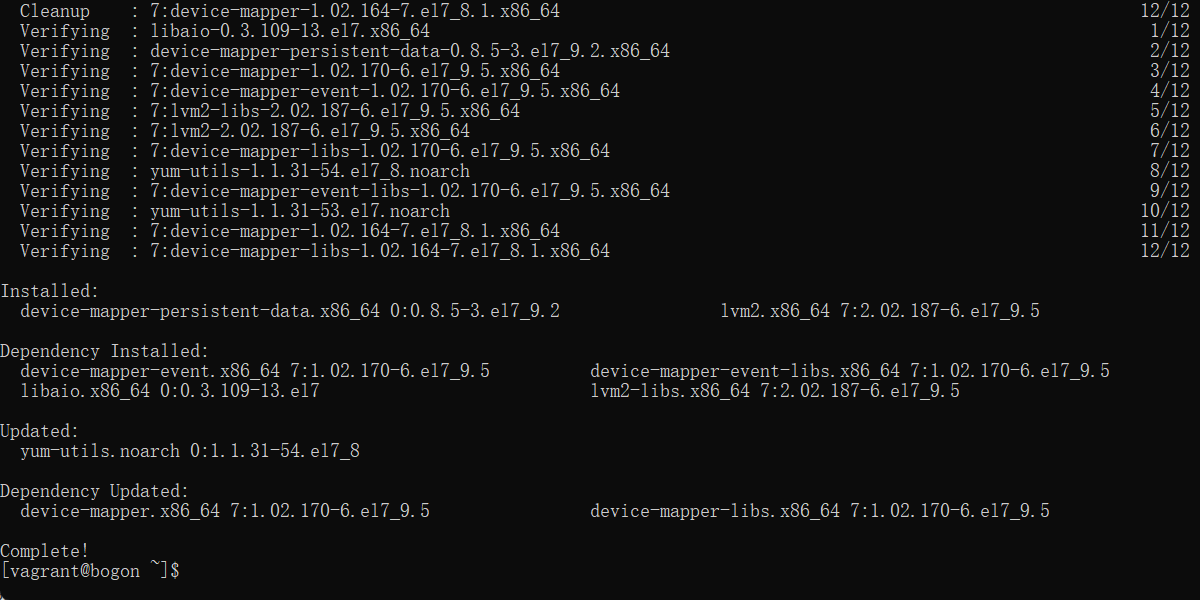 Cleanup : 7:device-mapper-1.02.164-7.el7_8.1.x86_64 12/12
Verifying : libaio-0.3.109-13.el7.x86_64 1/12
Verifying : device-mapper-persistent-data-0.8.5-3.el7_9.2.x86_64 2/12
Verifying : 7:device-mapper-1.02.170-6.el7_9.5.x86_64 3/12
Verifying : 7:device-mapper-event-1.02.170-6.el7_9.5.x86_64 4/12
Verifying : 7:lvm2-libs-2.02.187-6.el7_9.5.x86_64 5/12
Verifying : 7:lvm2-2.02.187-6.el7_9.5.x86_64 6/12
Verifying : 7:device-mapper-libs-1.02.170-6.el7_9.5.x86_64 7/12
Verifying : yum-utils-1.1.31-54.el7_8.noarch 8/12
Verifying : 7:device-mapper-event-libs-1.02.170-6.el7_9.5.x86_64 9/12
Verifying : yum-utils-1.1.31-53.el7.noarch 10/12
Verifying : 7:device-mapper-1.02.164-7.el7_8.1.x86_64 11/12
Verifying : 7:device-mapper-libs-1.02.164-7.el7_8.1.x86_64 12/12
Installed:
device-mapper-persistent-data.x86_64 0:0.8.5-3.el7_9.2 lvm2.x86_64 7:2.02.187-6.el7_9.5
Dependency Installed:
device-mapper-event.x86_64 7:1.02.170-6.el7_9.5 device-mapper-event-libs.x86_64 7:1.02.170-6.el7_9.5
libaio.x86_64 0:0.3.109-13.el7 lvm2-libs.x86_64 7:2.02.187-6.el7_9.5
Updated:
yum-utils.noarch 0:1.1.31-54.el7_8
Dependency Updated:
device-mapper.x86_64 7:1.02.170-6.el7_9.5 device-mapper-libs.x86_64 7:1.02.170-6.el7_9.5
Complete!
[vagrant@bogon ~]$